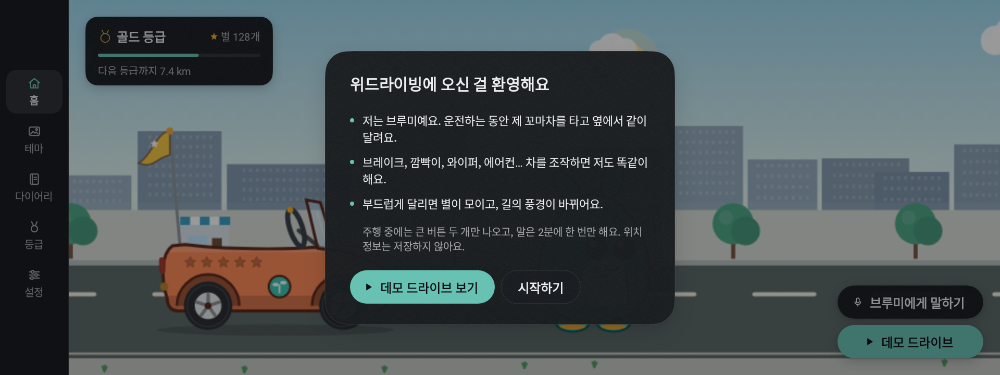 골드 등급
★ 별 128개
다음 등급까지 7.4 km
홈
테마
다이어리
등급
설정
위드라이빙에 오신 걸 환영해요
저는 브루미예요. 운전하는 동안 제 꼬마차를 타고 옆에서 같이
달려요.
브레이크, 깜빡이, 와이퍼, 에어컨... 차를 조작하면 저도 똑같이
해요.
부드럽게 달리면 별이 모이고, 길의 풍경이 바뀌어요.
주행 중에는 큰 버튼 두 개만 나오고, 말은 2분에 한 번만 해요. 위치
정보는 저장하지 않아요.
데모 드라이브 보기
시작하기
브루미에게 말하기
데모 드라이브